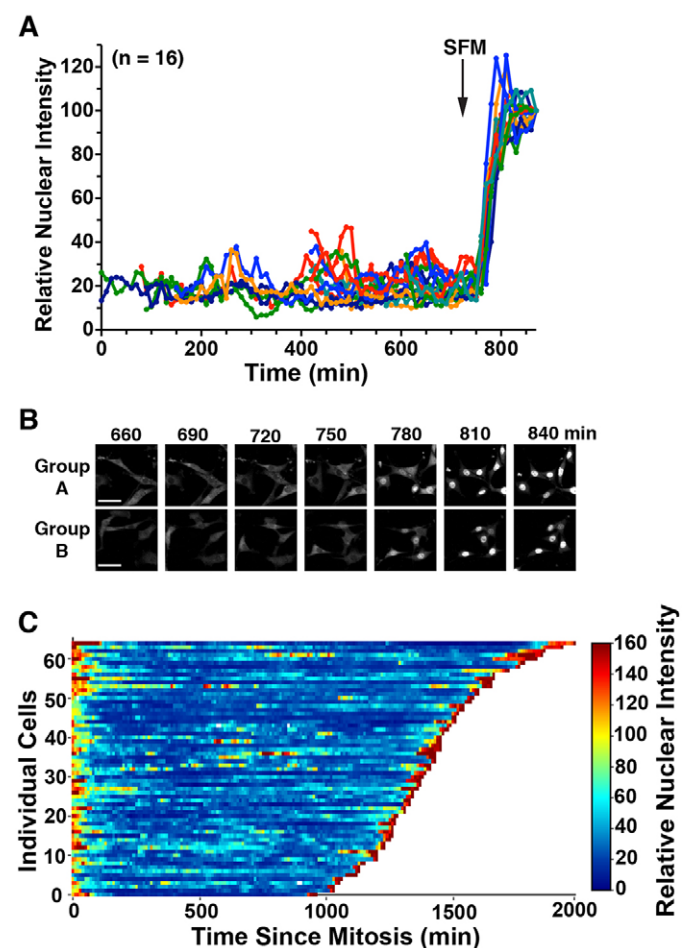 A
(n = 16)
SFM
Relative Nuclear Intensity
120
100
80
60
40
20
0
0 200 400 600 800
Time (min)
B
660 690 720 750 780 810 840 min
Group
A
Group
B
C
Individual Cells
60
50
40
30
20
10
0
0 500 1000 1500 2000
Time Since Mitosis (min)
160
140
120
100
80
60
40
20
0
Relative Nuclear Intensity